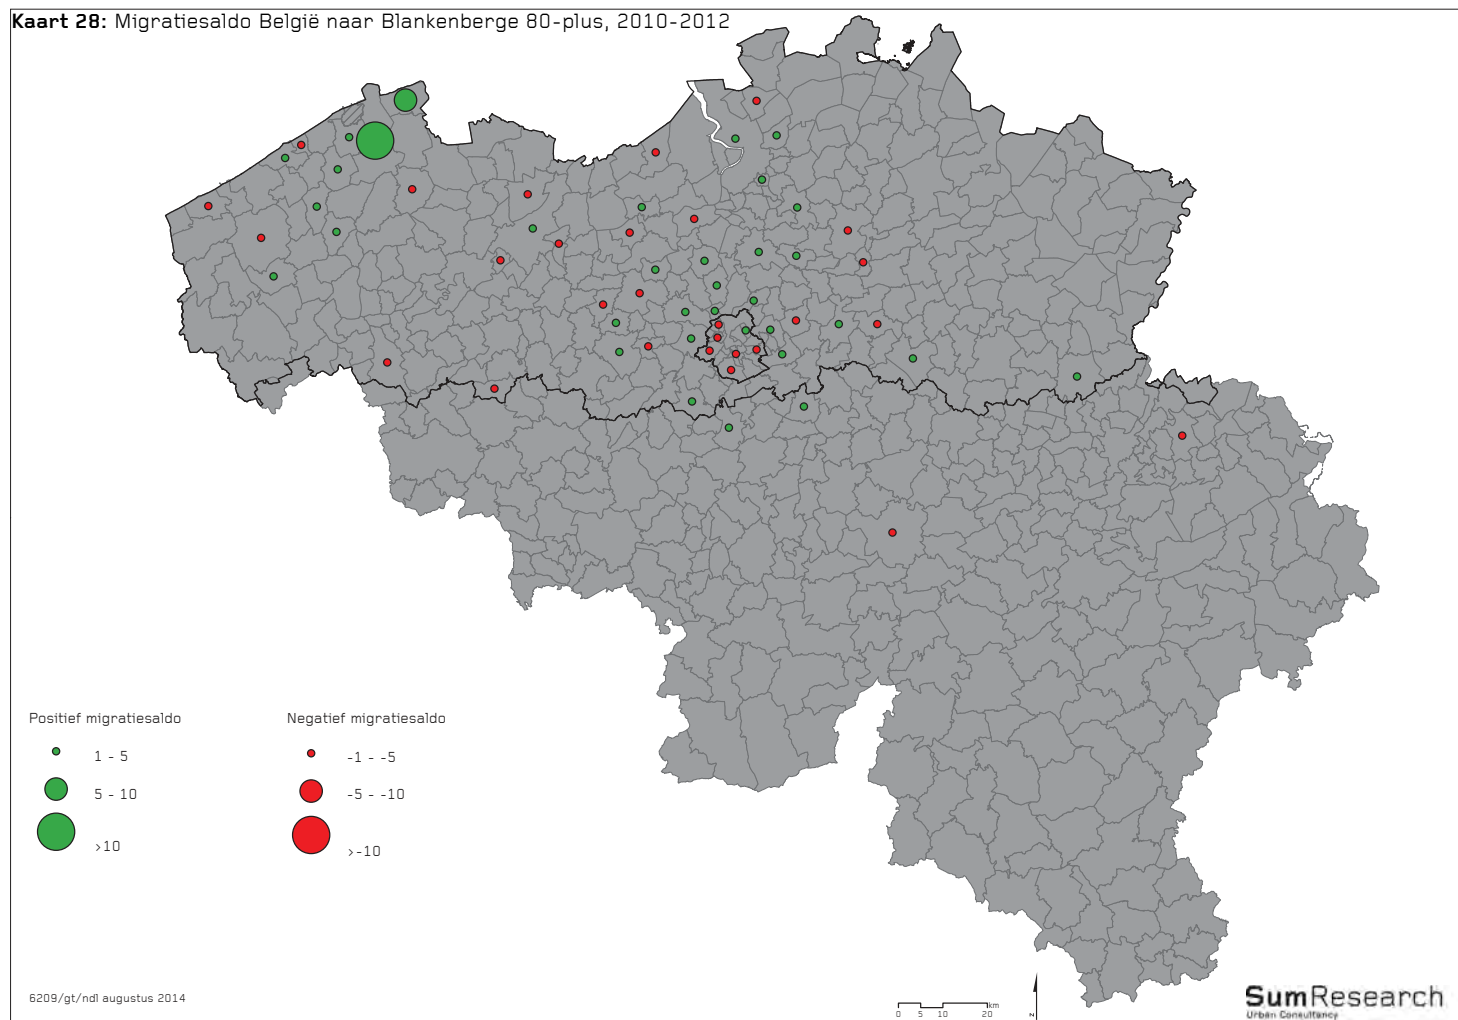 Kaart 28: Migratiesaldo België naar Blankenberge 80-plus, 2010-2012
Positief migratiesaldo
1 - 5
5 - 10
>10
Negatief migratiesaldo
-1 - -5
-5 - -10
>-10
6209/gt/ndl augustus 2014
0 5 10 20 km
N
SumResearch
Urban Consultancy